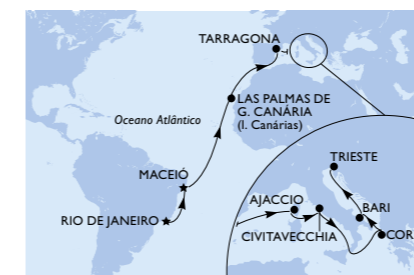 TARRAGONA
LAS PALMAS DE
G. CANÁRIA
(I. Canárias)
Oceano Atlântico
TRIESTE
MACEIÓ
AJACCIO
BARI
RIO DE JANEIRO
CIVITAVECCHIA
COR